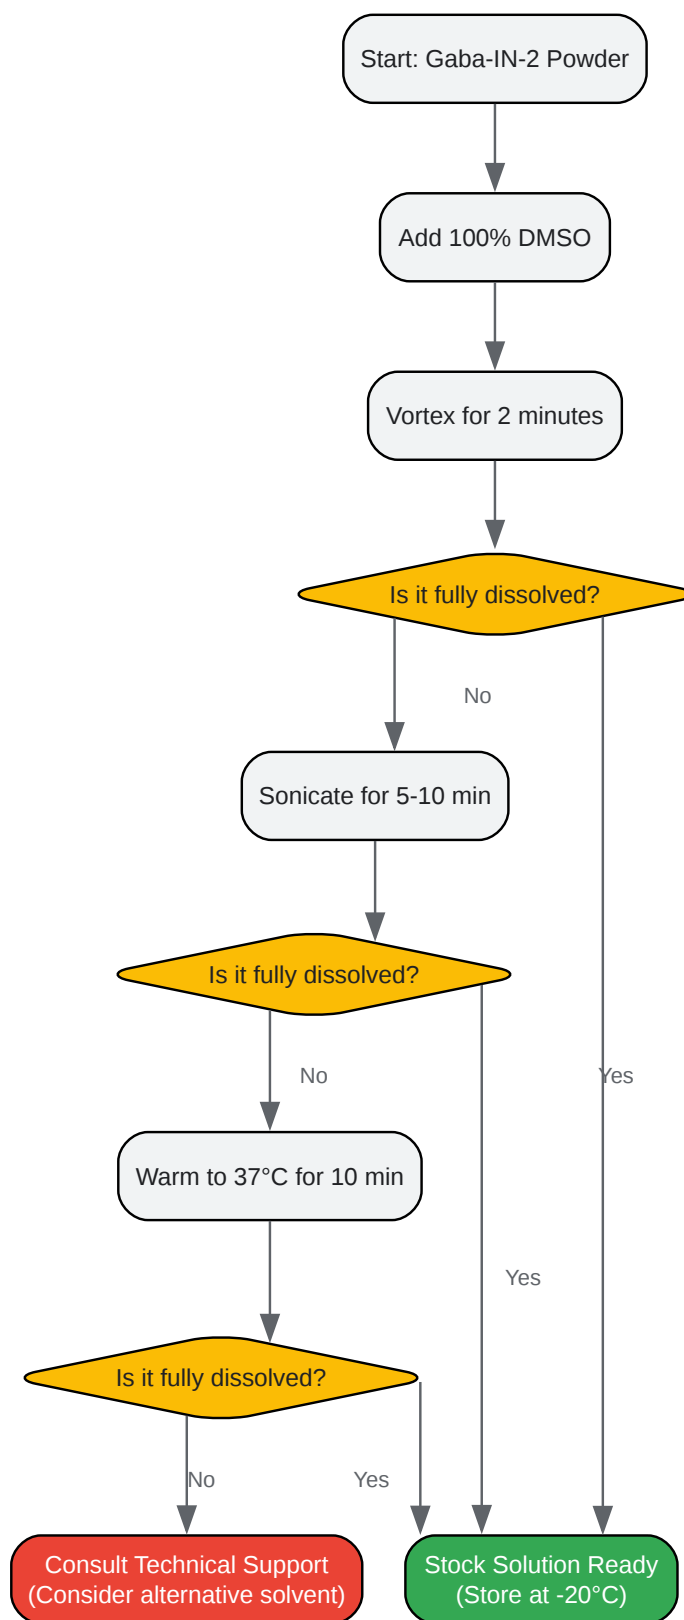 Start: Gaba-IN-2 Powder
Add 100% DMSO
Vortex for 2 minutes
Is it fully dissolved?
No
Sonicate for 5-10 min
Is it fully dissolved?
No
Yes
Warm to 37°C for 10 min
Yes
Is it fully dissolved?
No
Yes
Consult Technical Support
(Consider alternative solvent)
Stock Solution Ready
(Store at -20°C)